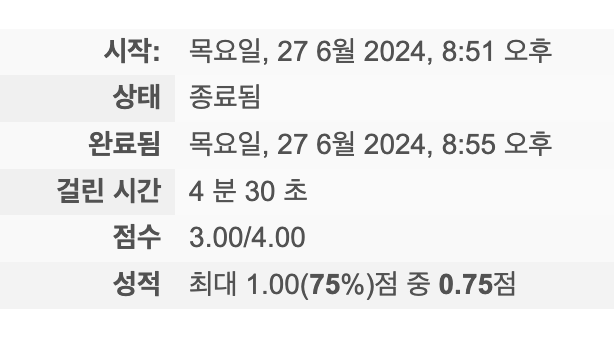 시작: 목요일, 27 6월 2024, 8:51 오후
상태 종료됨
완료됨 목요일, 27 6월 2024, 8:55 오후
걸린 시간 4 분 30 초
점수 3.00/4.00
성적 최대 1.00(75%)점 중 0.75점